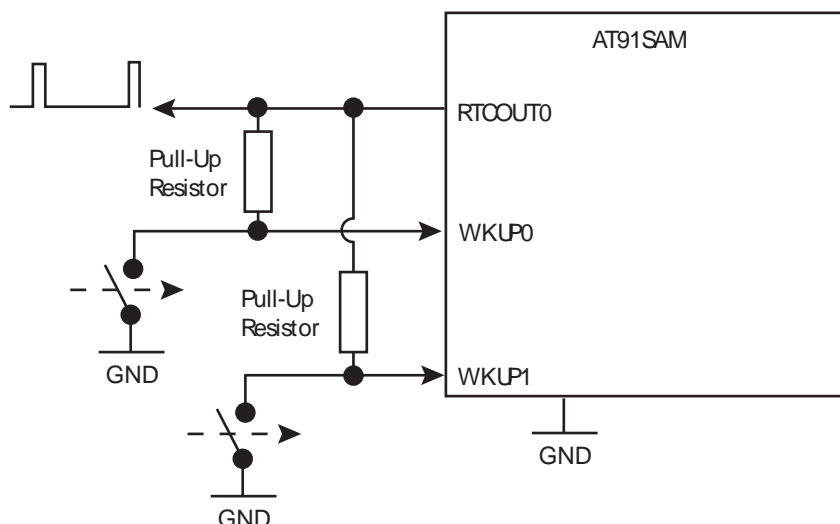 AT91SAM
RTCOUT0
Pull-Up
Resistor
WKUP0
Pull-Up
Resistor
GND
WKUP1
GND
GND